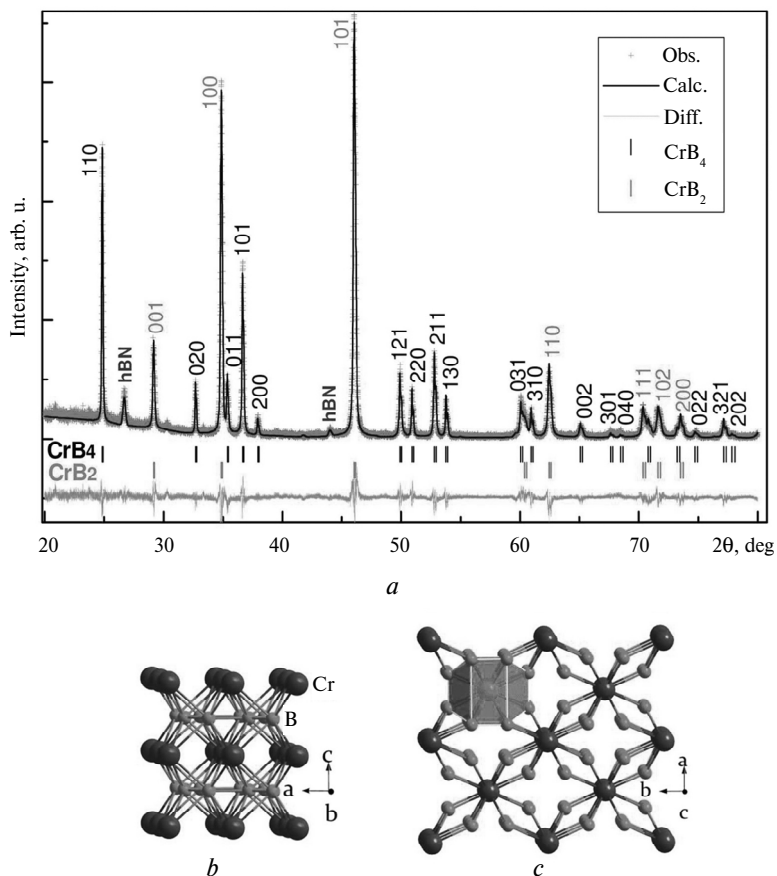 Intensity, arb. u.
110
hBN
001
020
100
011
101
200
hBN
101
121
220
211
130
031
310
110
002
301
040
111
102
200
022
321
202
Obs.
Calc.
Diff.
CrB4
CrB2
CrB4
CrB2
20 30 40 50 60 70 2θ, deg
a
Cr
B
c
a
b
b
a
b
c
c